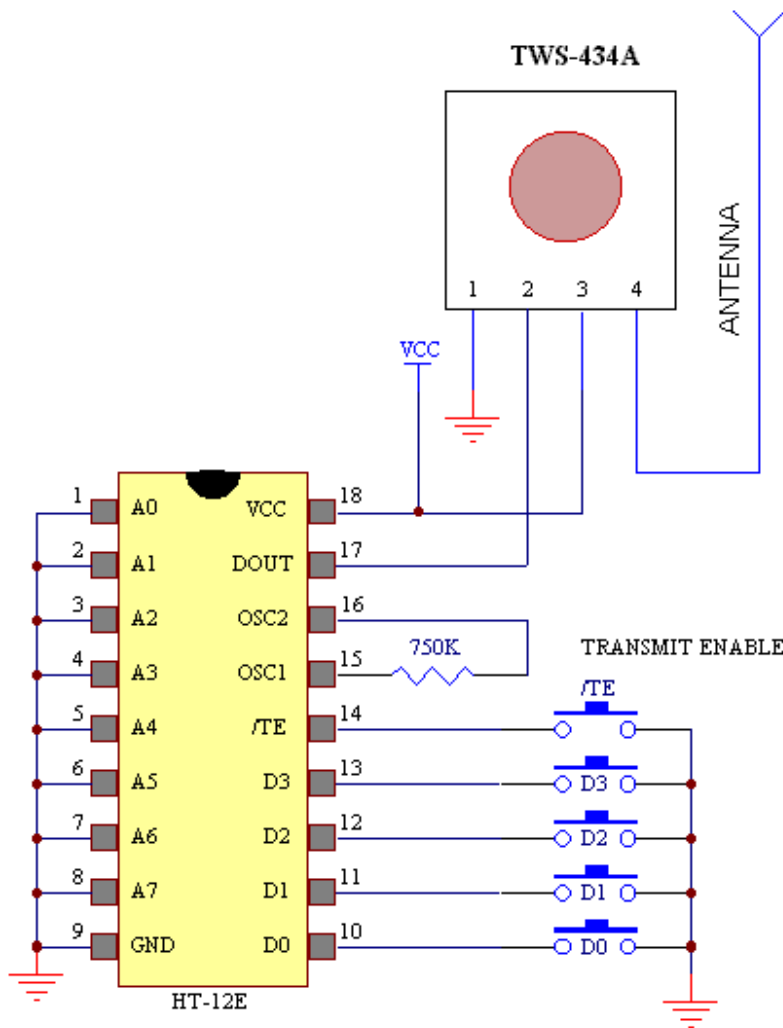 TWS-434A
1 2 3 4
ANTENNA
VCC
1 A0 VCC 18
2 A1 DOUT 17
3 A2 OSC2 16
4 A3 OSC1 15
750K
TRANSMIT ENABLE
5 A4 /TE 14
/TE
6 A5 D3 13
D3
7 A6 D2 12
D2
8 A7 D1 11
D1
9 GND D0 10
D0
HT-12E